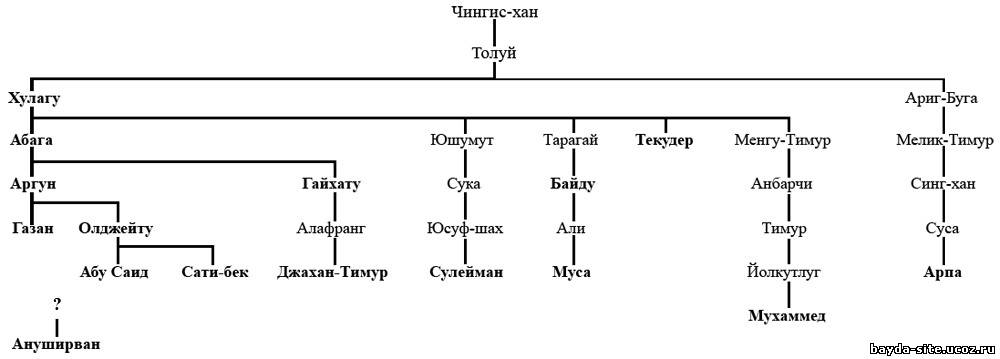 Чингис-хан
Толуй
Хулагу Ариг-Буга
Абага Юшумут Тарагай Текудер Менгу-Тимур Мелик-Тимур
Аргун Гайхату Сука Байду Анбарчи Синг-хан
Газан Олджейту Алафранг Юсуф-шах Али Тимур Суса
Абу Саид Сати-бек Джахан-Тимур Сулейман Муса Йолкутлуг Арпа
?
Мухаммед
Ануширван
bayda-site.ucoz.ru